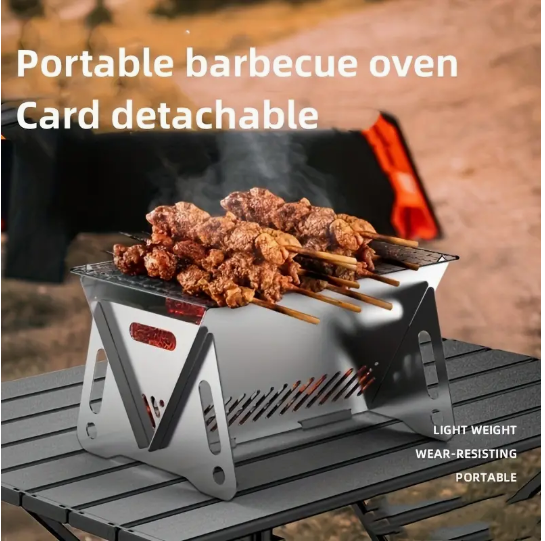 Portable barbecue oven
Card detachable
LIGHT WEIGHT
WEAR-RESISTING
PORTABLE